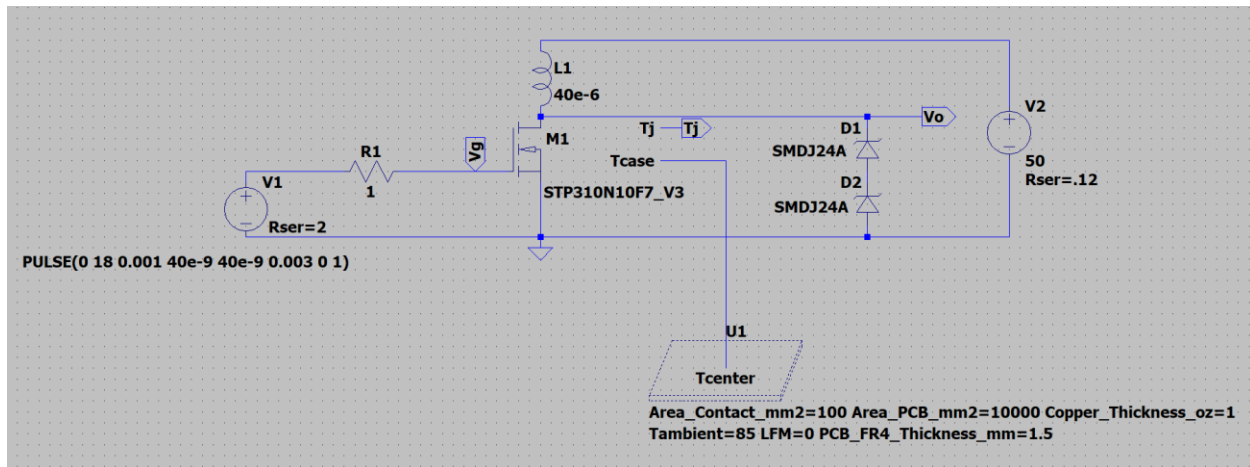 L1
40e-6
V2
Vo
D1
Tj
Tj
M1
SMDJ24A
R1
Vg
Tcase
50
Rser=.12
V1
1
STP310N10F7_V3
D2
SMDJ24A
Rser=2
PULSE(0 18 0.001 40e-9 40e-9 0.003 0 1)
U1
Tcenter
Area_Contact_mm2=100 Area_PCB_mm2=10000 Copper_Thickness_oz=1
Tambient=85 LFM=0 PCB_FR4_Thickness_mm=1.5